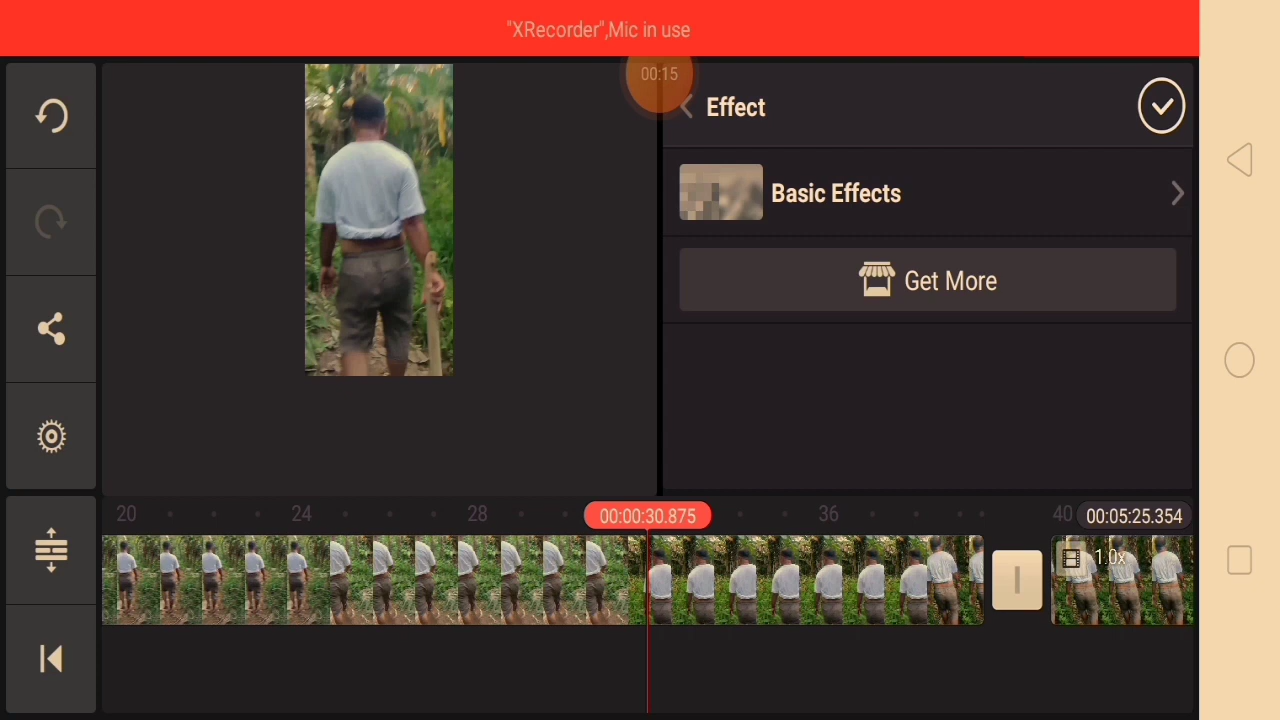 "XRecorder",Mic in use
00:15
Effect
Basic Effects
Get More
20
24
28
00:00:30.875
36
40
00:05:25.354
1.0x